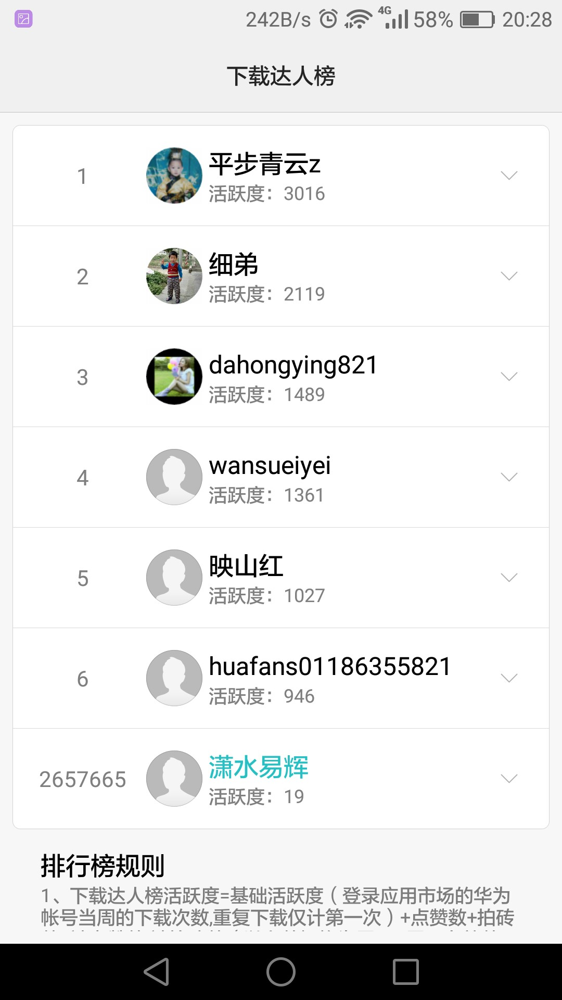 242B/s 4G 58% 20:28
下载达人榜
1
平步青云z
活跃度：3016
2
细弟
活跃度：2119
3
dahongying821
活跃度：1489
4
wansueiyei
活跃度：1361
5
映山红
活跃度：1027
6
huafans01186355821
活跃度：946
2657665
潇水易辉
活跃度：19
排行榜规则
1、下载达人榜活跃度=基础活跃度（登录应用市场的华为
帐号当周的下载次数,重复下载仅计第一次）+点赞数+拍砖